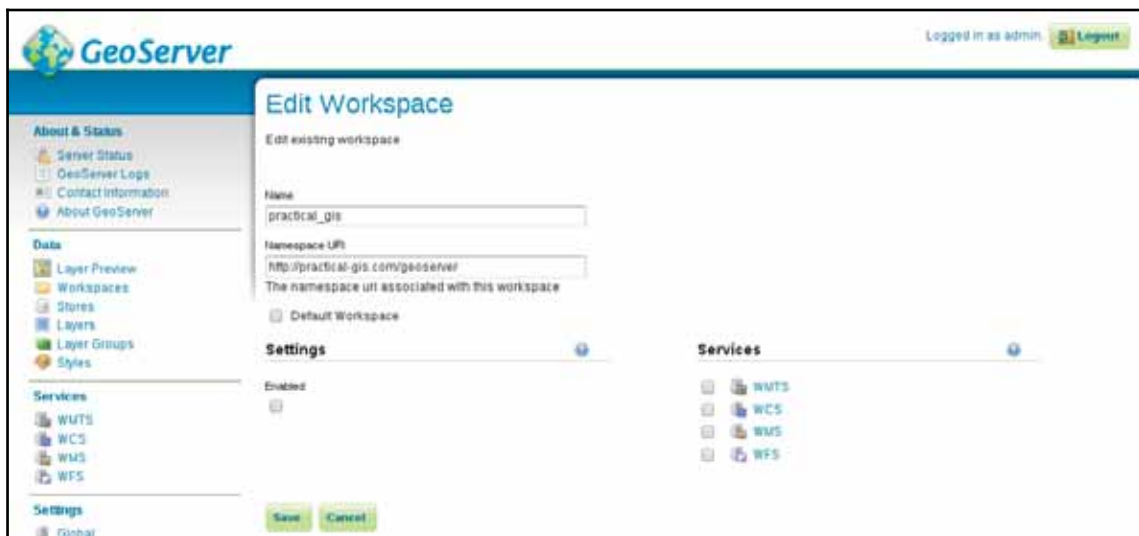 GeoServer
Logged in as admin.
Logout
About & Status
Server Status
GeoServer Logs
Contact Information
About GeoServer
Data
Layer Preview
Workspaces
Stores
Layers
Layer Groups
Styles
Services
WMTS
WCS
WMS
WFS
Settings
Global
Edit Workspace
Edit existing workspace
Name
practical_gis
Namespace URI
http://practical-gis.com/geoserver
The namespace uri associated with this workspace
Default Workspace
Settings
Enabled
Services
WMTS
WCS
WMS
WFS
Save
Cancel